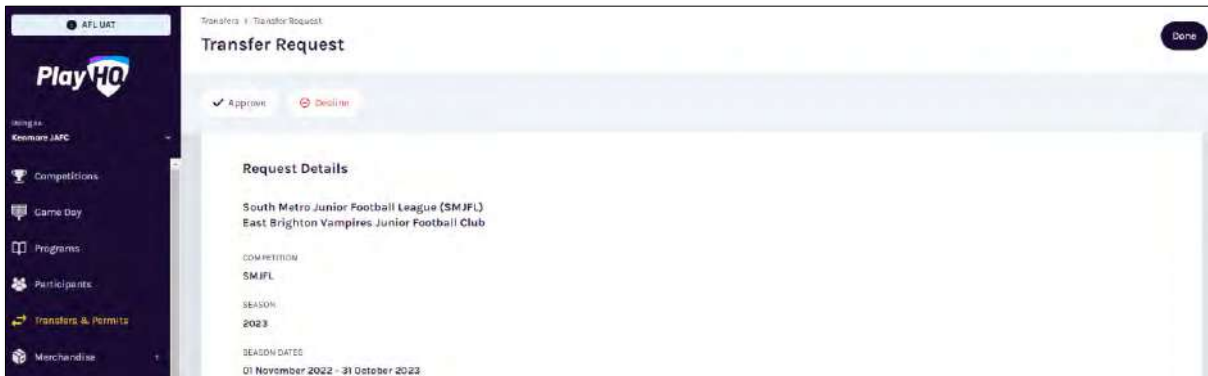 AFL UAT
PlayHQ
Using as
Kenmore JAFC
Competitions
Game Day
Programs
Participants
Transfers & Permits
Merchandise
Transfers › Transfer Request
Transfer Request
Done
Approve
Decline
Request Details
South Metro Junior Football League (SMJFL)
East Brighton Vampires Junior Football Club
COMPETITION
SMJFL
SEASON
2023
SEASON DATES
01 November 2022 - 31 October 2023